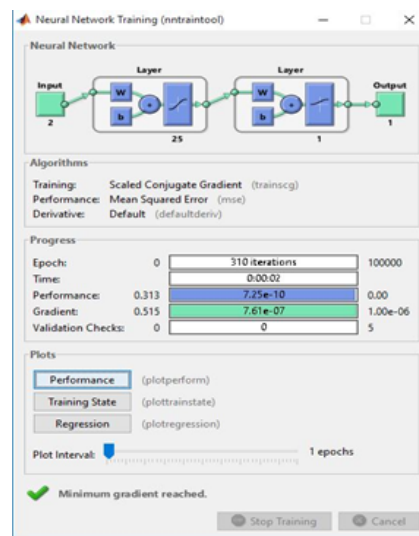 Neural Network Training (nntraintool)
Neural Network
Layer Layer
Input Output
W W
b b
+ +
2 25 1 1
Algorithms
Training: Scaled Conjugate Gradient (trainscg)
Performance: Mean Squared Error (mse)
Derivative: Default (defaultderiv)
Progress
Epoch: 0 310 iterations 100000
Time: 0:00:02
Performance: 0.313 7.25e-10 0.00
Gradient: 0.515 7.61e-07 1.00e-06
Validation Checks: 0 0 5
Plots
Performance (plotperform)
Training State (plottrainstate)
Regression (plotregression)
Plot Interval: 1 epochs
Minimum gradient reached.
Stop Training Cancel